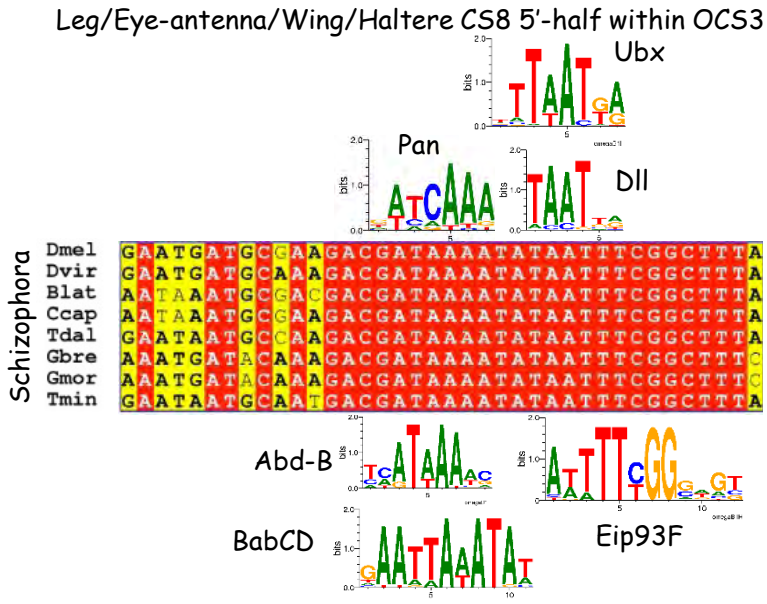 Leg/Eye-antenna/Wing/Haltere CS8 5'-half within OCS3
Ubx
Pan
Dll
Schizophora
Dmel GAATGATGCGAAGACGATAAAATATAATTTCGGCTTTA
Dvir GAATGATGCAAAGACGATAAAATATAATTTCGGCTTTA
Blat AATAAATGCGACGACGATAAAATATAATTTCGGCTTTA
Ccap AATAAATGCGAAGACGATAAAATATAATTTCGGCTTTA
Tdal GAATAATGCCAAGACGATAAAATATAATTTCGGCTTTA
Gbre AAATGATACAAAGACGATAAAATATAATTTCGGCTTTC
Gmor AAATGATACAAAGACGATAAAATATAATTTCGGCTTTC
Tmin GAATAATGCAATGACGATAAAATATAATTTCGGCTTTA
Abd-B
BabCD
Eip93F